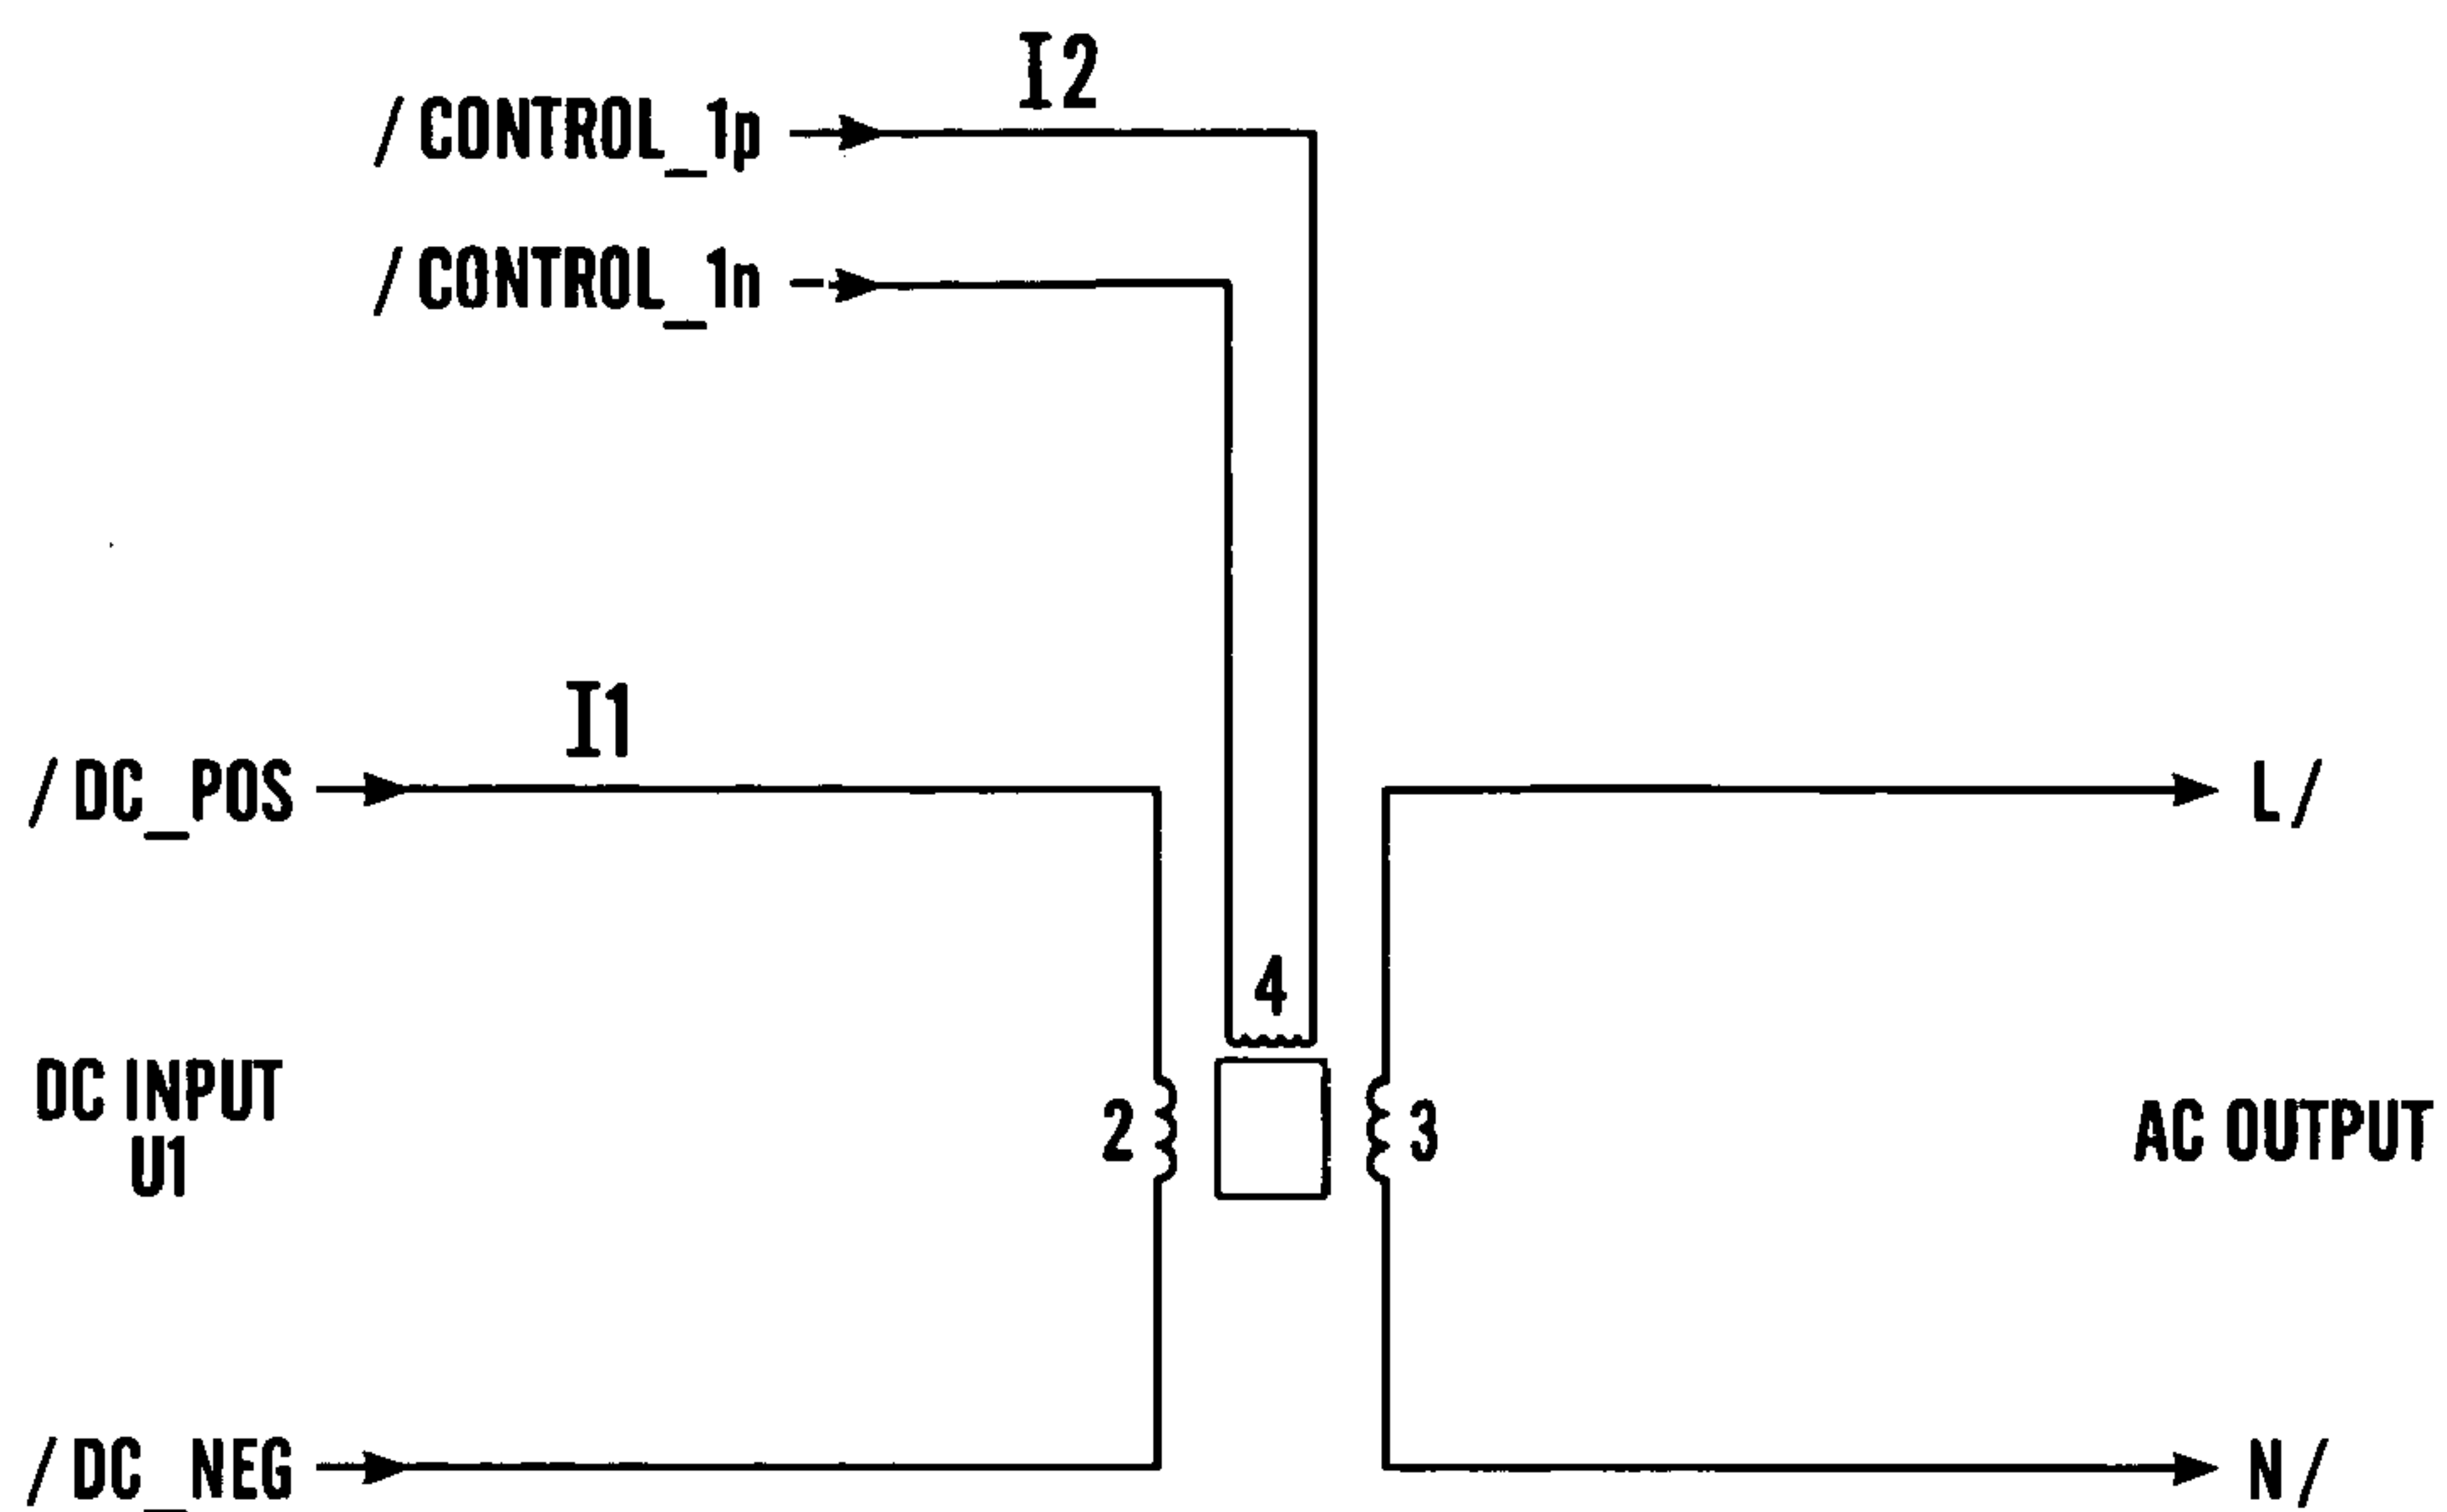 I2
/CONTROL_1p
/CONTROL_1n
I1
/DC_POS
L/
4
DC INPUT
U1
2
3
AC OUTPUT
/DC_NEG
N/